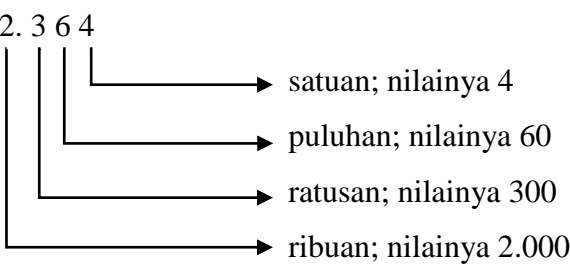 2. 3 6 4
satuan; nilainya 4
puluhan; nilainya 60
ratusan; nilainya 300
ribuan; nilainya 2.000